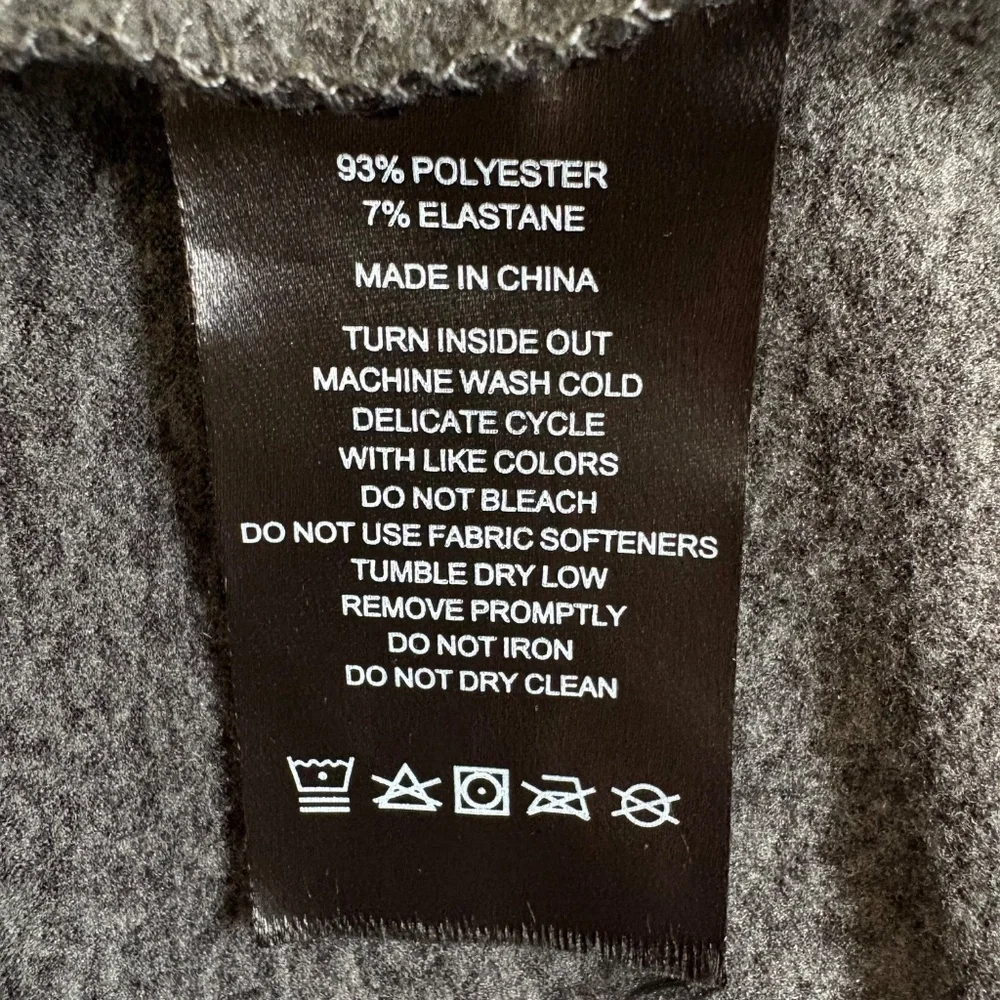 93% POLYESTER
7% ELASTANE
MADE IN CHINA
TURN INSIDE OUT
MACHINE WASH COLD
DELICATE CYCLE
WITH LIKE COLORS
DO NOT BLEACH
DO NOT USE FABRIC SOFTENERS
TUMBLE DRY LOW
REMOVE PROMPTLY
DO NOT IRON
DO NOT DRY CLEAN